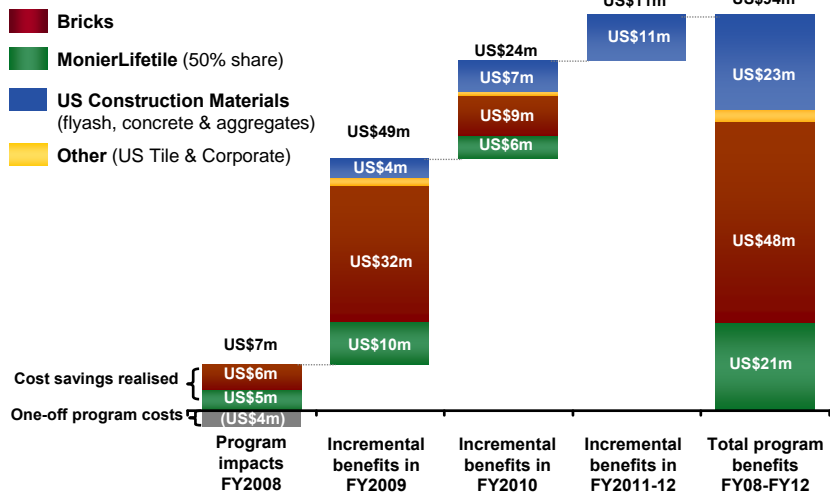 Bricks
MonierLifetile (50% share)
US Construction Materials
(flyash, concrete & aggregates)
Other (US Tile & Corporate)
US$11m
US$11m
US$23m
US$48m
US$21m
US$24m
US$7m
US$9m
US$6m
US$49m
US$4m
US$32m
US$10m
US$7m
US$6m
US$5m
(US$4m)
Cost savings realised
One-off program costs
Program
impacts
FY2008
Incremental
benefits in
FY2009
Incremental
benefits in
FY2010
Incremental
benefits in
FY2011-12
Total program
benefits
FY08-FY12